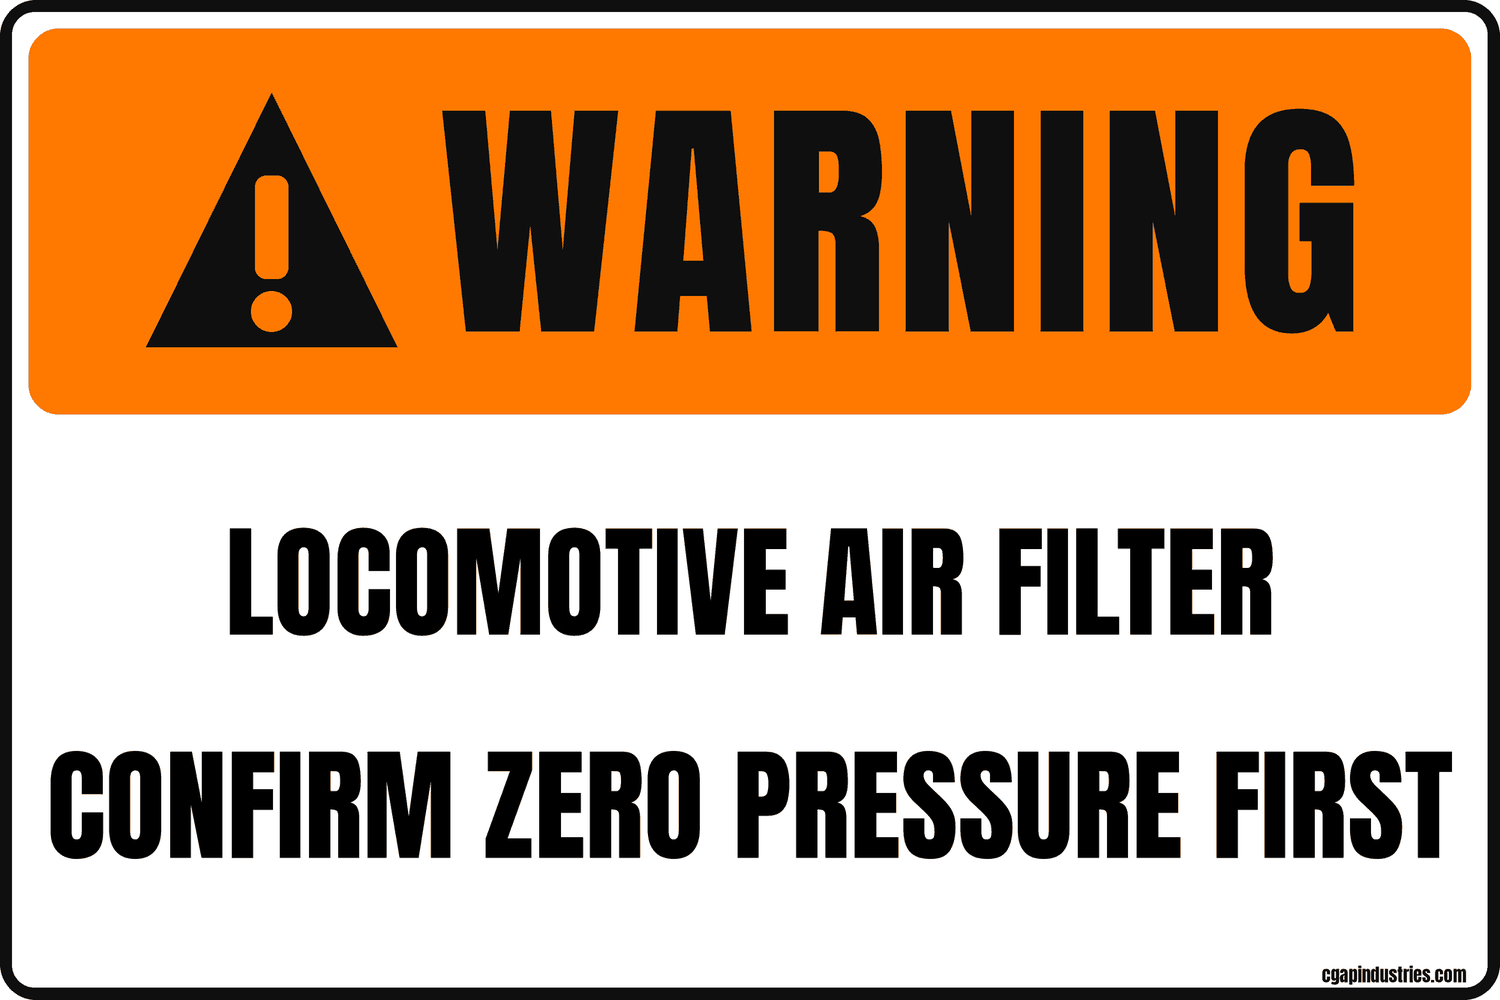 WARNING
LOCOMOTIVE AIR FILTER
CONFIRM ZERO PRESSURE FIRST
cgapindustries.com